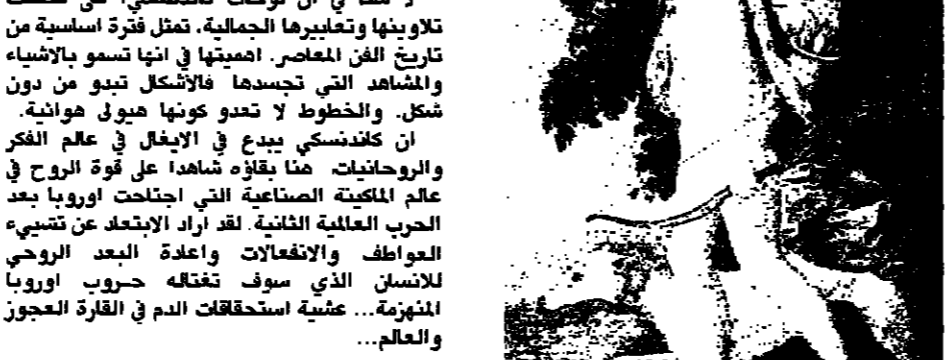 تلاوينها وتعابيرها الجمالية، تمثل فترة اساسية من
تاريخ الفن المعاصر. اهميتها في انها تسمو بالاشياء
والمشاهد التي تجسدها فالاشكال تبدو من دون
شكل. والخطوط لا تعدو كونها هيولى هوائية.
ان كاندنسكي يبدع في الايغال في عالم الفكر
والروحانيات، هنا بقاؤه شاهدا على قوة الروح في
عالم الماكينة الصناعية التي اجتاحت اوروبا بعد
الحرب العالمية الثانية. لقد اراد الابتعاد عن تشييء
العواطف والانفعالات واعادة البعد الروحي
للانسان الذي سوف تغتاله حروب اوروبا
المنهزمة... عشية استحقاقات الدم في القارة العجوز
والعالم...